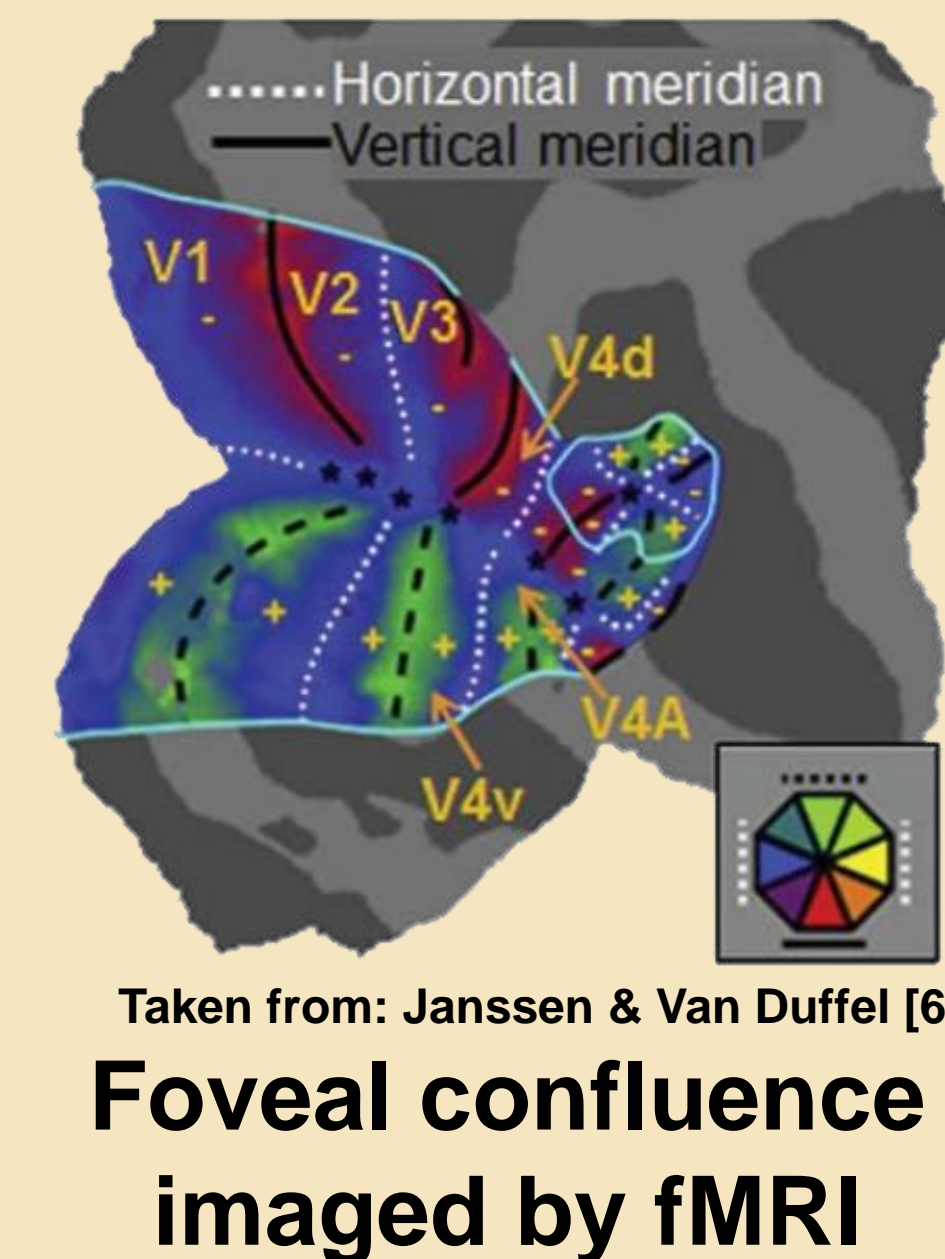 Horizontal meridian
Vertical meridian
V1
V2
V3
V4d
V4A
V4v
Taken from: Janssen & Van Duffel [6
Foveal confluence
imaged by fMRI